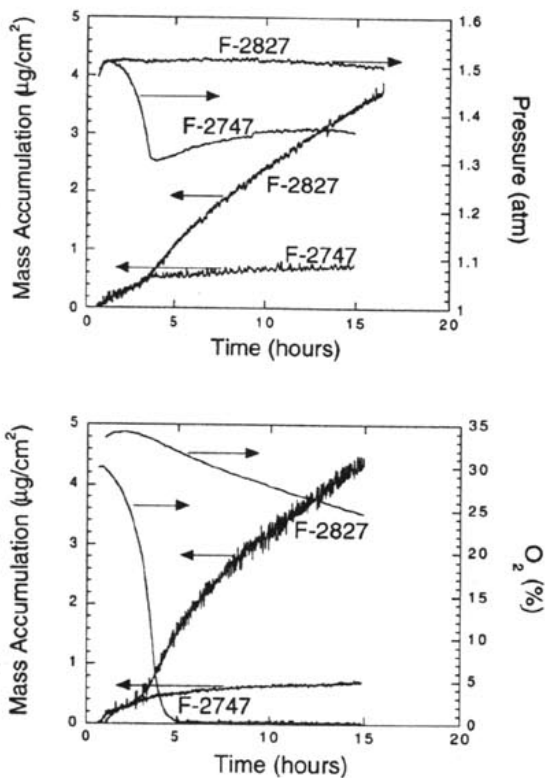 Mass Accumulation (μg/cm²)
5
4
3
2
1
0
F-2827
F-2747
F-2827
F-2747
1.6
1.5
1.4
1.3
1.2
1.1
1
Pressure (atm)
0 5 10 15 20
Time (hours)
Mass Accumulation (μg/cm²)
5
4
3
2
1
0
F-2827
F-2747
35
30
25
20
15
10
5
0
O₂ (%)
0 5 10 15 20
Time (hours)